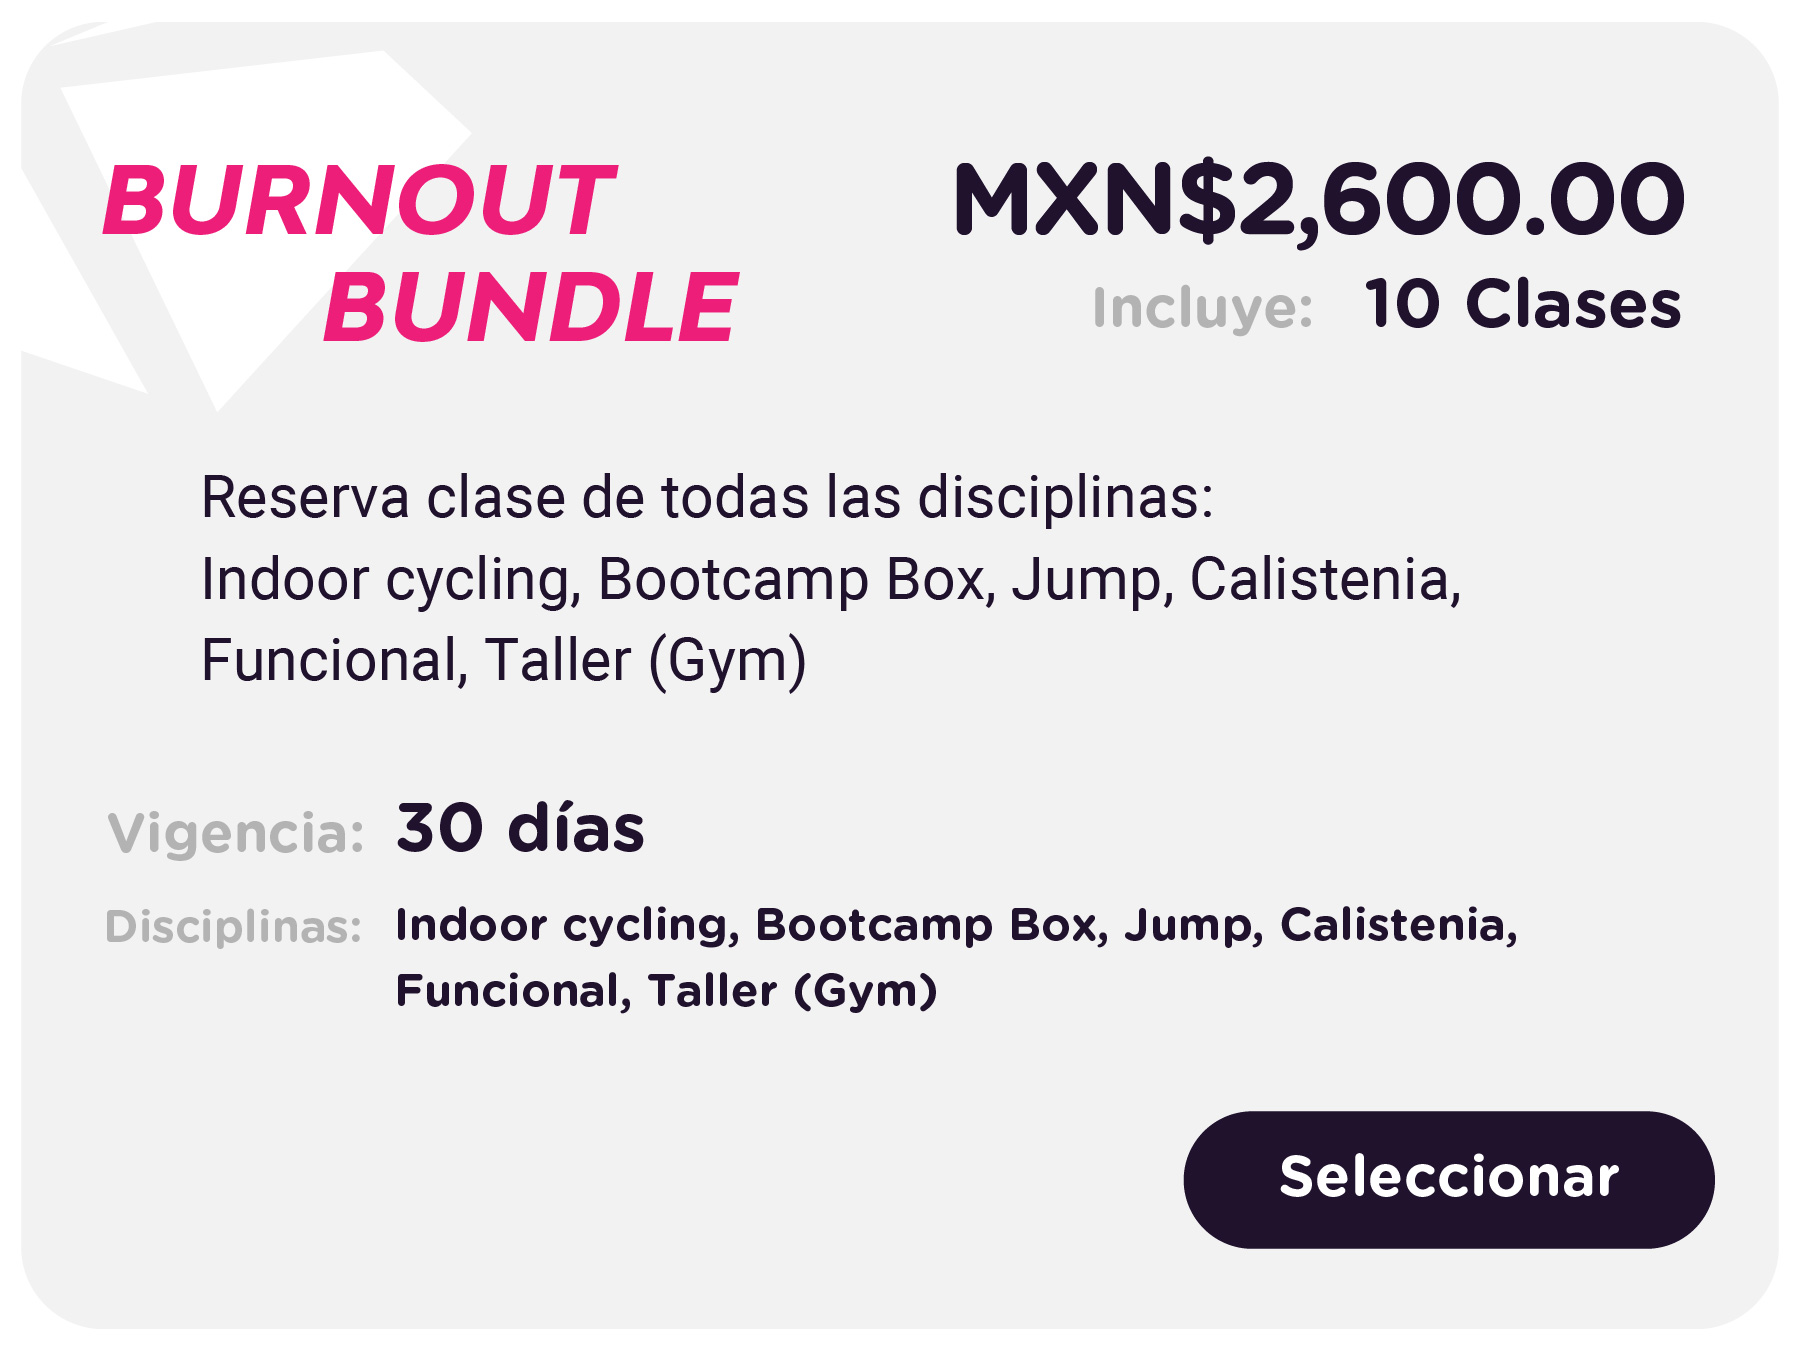 BURNOUT
BUNDLE
MXN$2,600.00
Incluye: 10 Clases
Reserva clase de todas las disciplinas:
Indoor cycling, Bootcamp Box, Jump, Calistenia,
Funcional, Taller (Gym)
Vigencia: 30 días
Disciplinas: Indoor cycling, Bootcamp Box, Jump, Calistenia,
Funcional, Taller (Gym)
Seleccionar